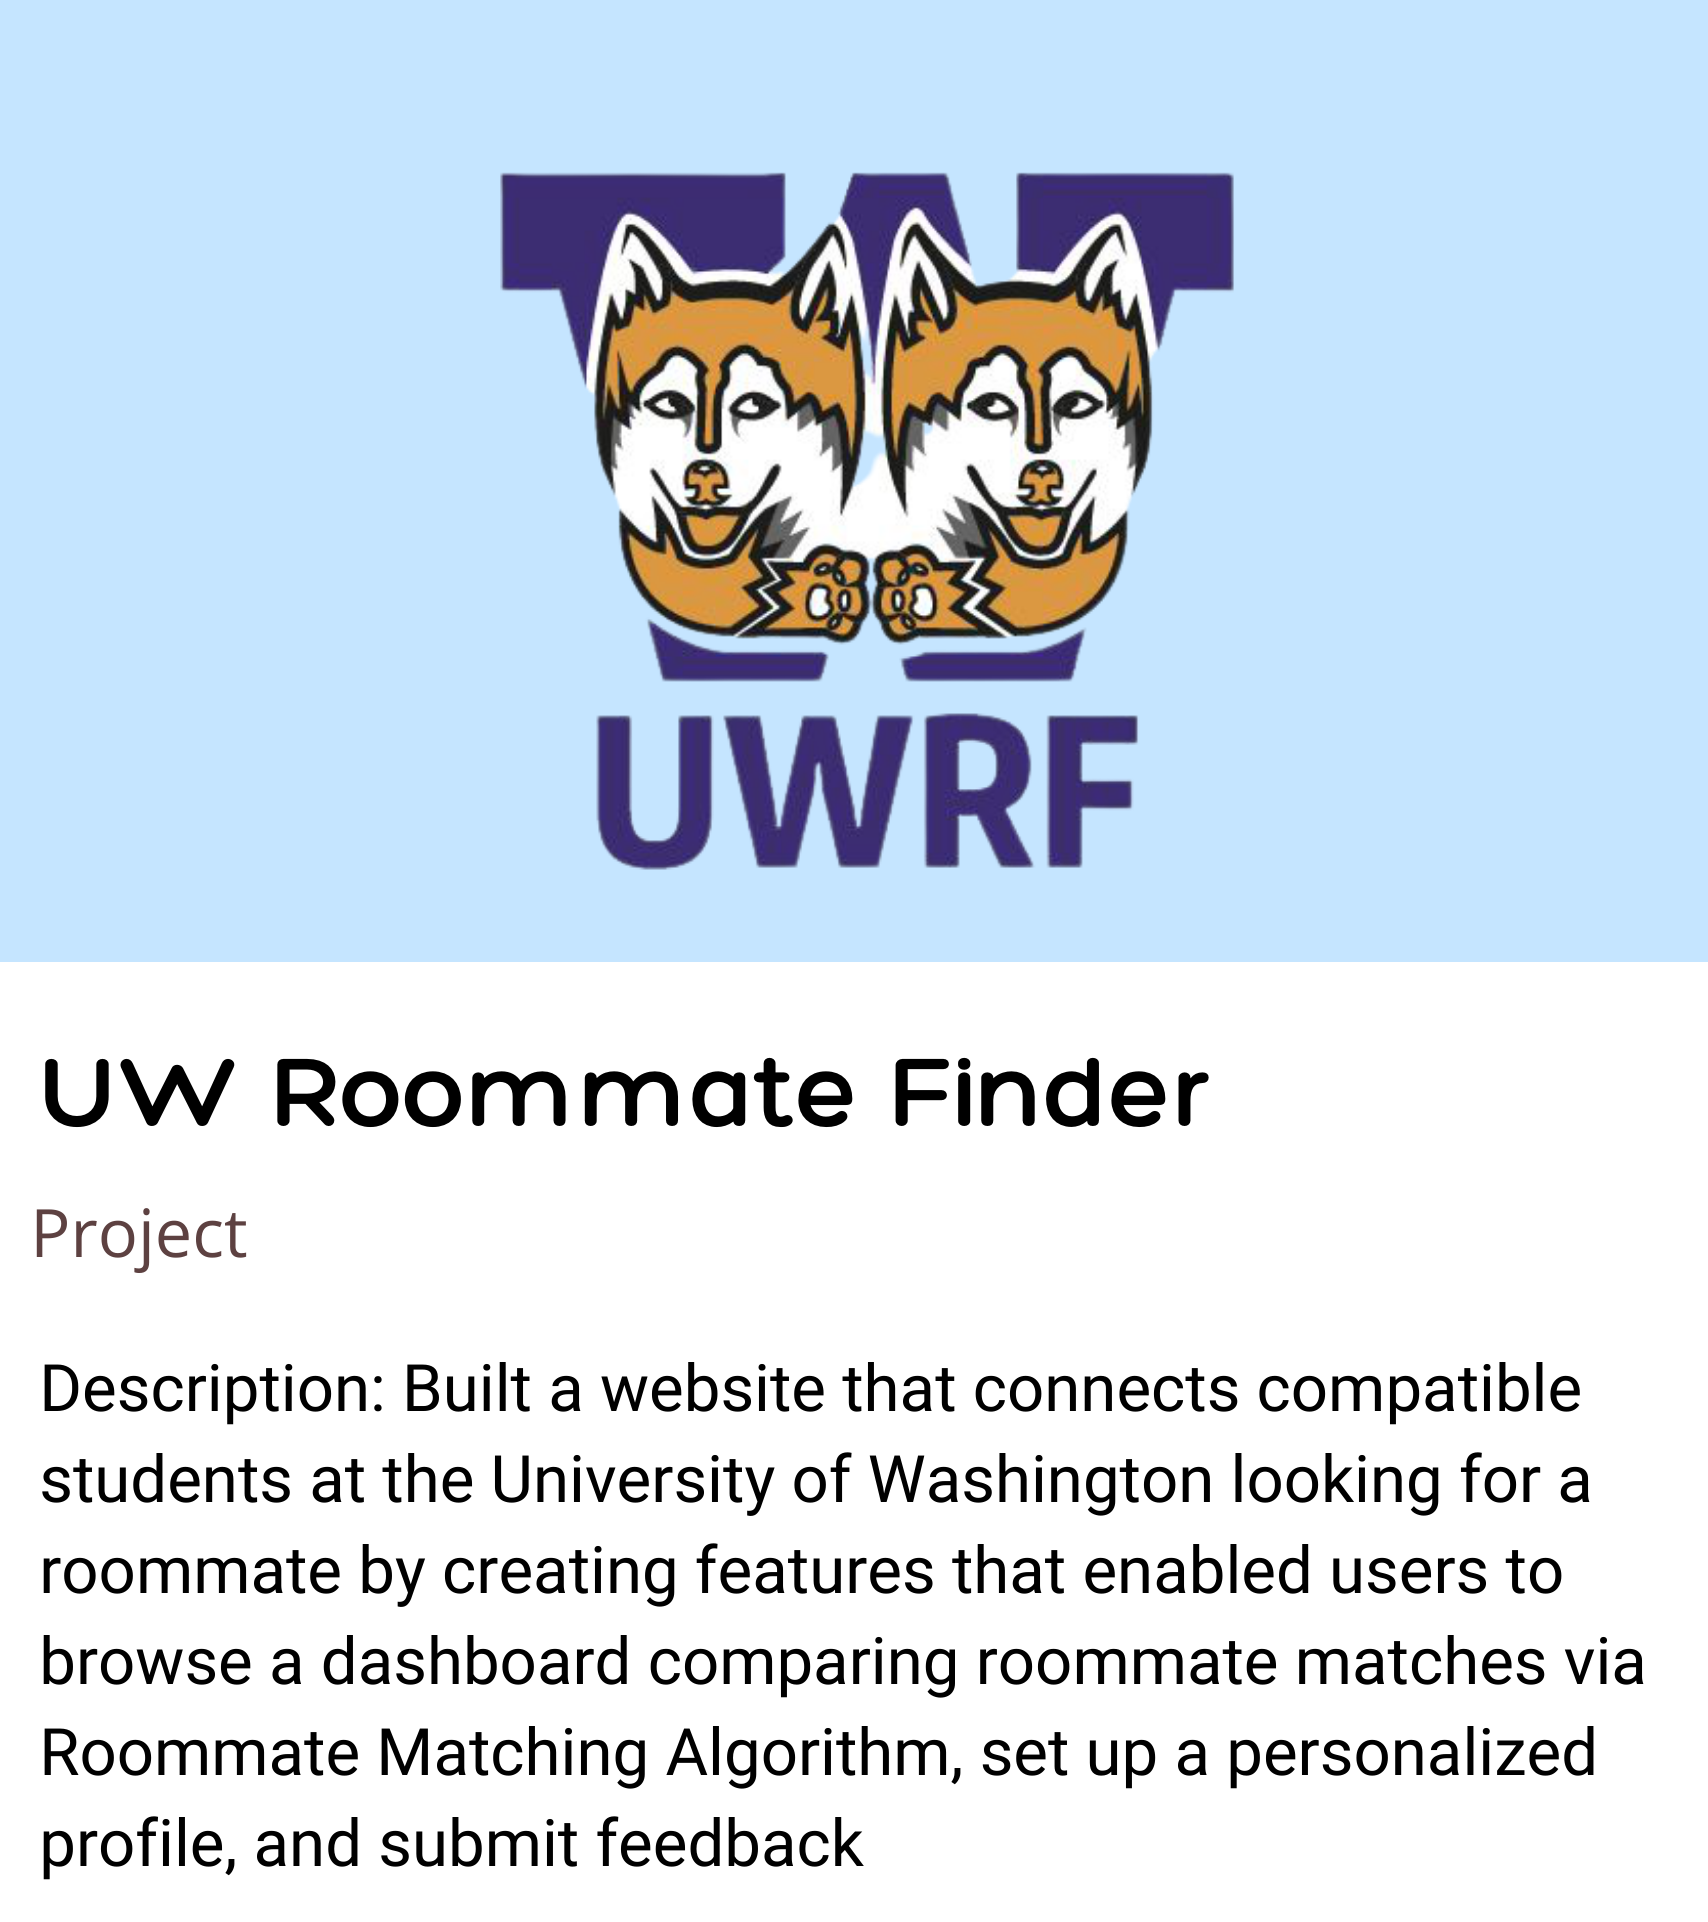 W
UWRF
UW Roommate Finder
Project
Description: Built a website that connects compatible
students at the University of Washington looking for a
roommate by creating features that enabled users to
browse a dashboard comparing roommate matches via
Roommate Matching Algorithm, set up a personalized
profile, and submit feedback